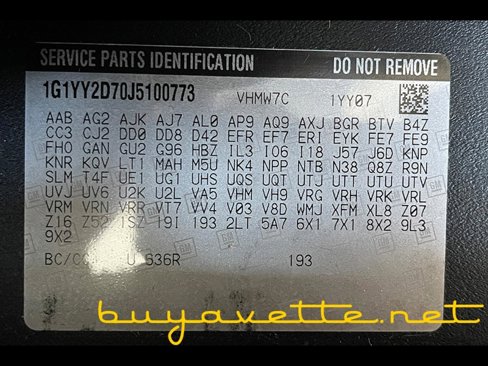 SERVICE PARTS IDENTIFICATION DO NOT REMOVE
1G1YY2D70J5100773 VHMW7C 1YY07
AAB AG2 AJK AJ7 AL0 AP9 AQ9 AXJ BGR BTV B4Z
CC3 CJ2 DD0 DD8 D42 EFR EF7 ERI EYK FE7 FE9
FHO GAN GU2 G96 HBZ IL3 IO6 I18 J57 J6D KNP
KNR KQV LT1 MAH M5U NK4 NPP NTB N38 Q8Z R9N
SLM T4F UE1 UG1 UHS UQS UQT UTJ UTT UTU UTV
UVJ UV6 U2K U2L VA5 VHM VH9 VRG VRH VRK VRL
VRM VRN VRR VT7 VV4 V03 V8D WMJ XFM XL8 Z07
Z16 Z52 1SZ 19I 193 2LT 5A7 6X1 7X1 8X2 9L3
9X2
BC/CC U 636R 193
buyavette.net